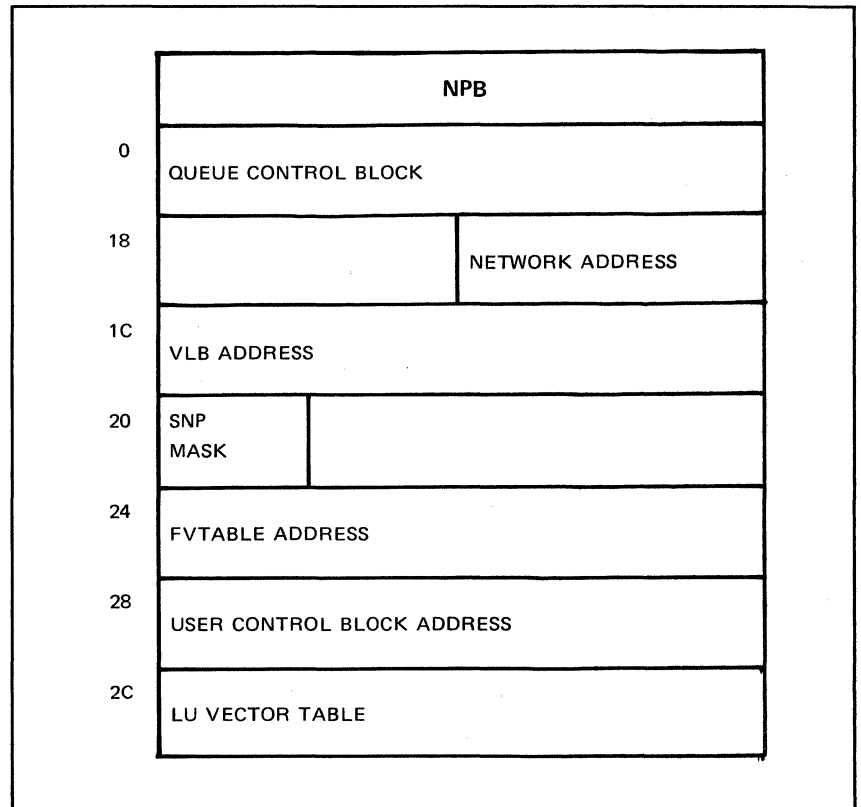 NPB
0
QUEUE CONTROL BLOCK
18
NETWORK ADDRESS
1C
VLB ADDRESS
20
SNP
MASK
24
FVTABLE ADDRESS
28
USER CONTROL BLOCK ADDRESS
2C
LU VECTOR TABLE